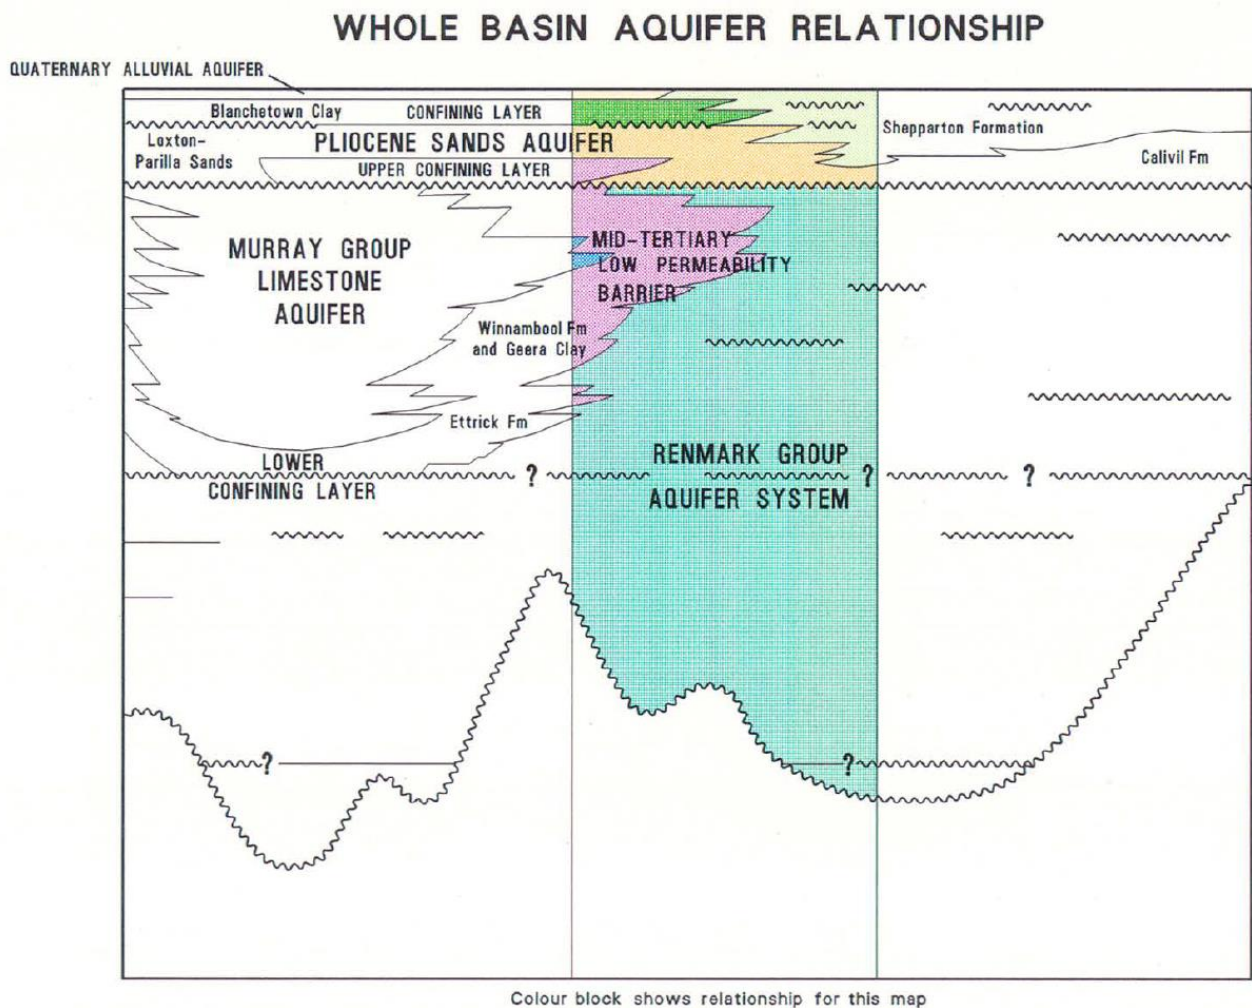 WHOLE BASIN AQUIFER RELATIONSHIP
QUATERNARY ALLUVIAL AQUIFER
Blanchetown Clay
CONFINING LAYER
Shepparton Formation
Loxton-
Parilla Sands
PLIOCENE SANDS AQUIFER
Calivil Fm
UPPER CONFINING LAYER
MURRAY GROUP
LIMESTONE
AQUIFER
MID-TERTIARY
LOW PERMEABILITY
BARRIER
Winnambool Fm
and Geera Clay
Ettrick Fm
LOWER
CONFINING LAYER
RENMARK GROUP
AQUIFER SYSTEM
?
?
?
?
?
Colour block shows relationship for this map